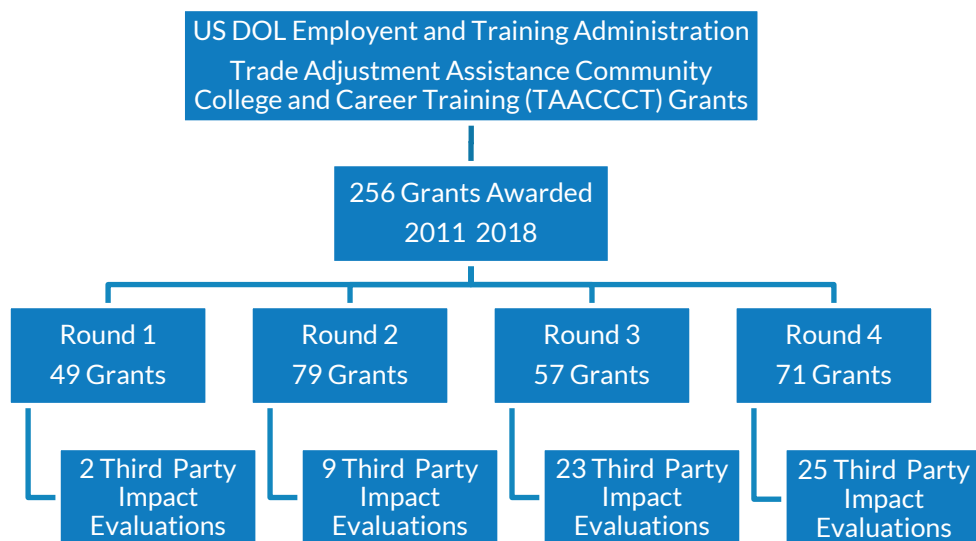 US DOL Employent and Training Administration
Trade Adjustment Assistance Community
College and Career Training (TAACCCT) Grants
256 Grants Awarded
2011 2018
Round 1
49 Grants
Round 2
79 Grants
Round 3
57 Grants
Round 4
71 Grants
2 Third Party
Impact
Evaluations
9 Third Party
Impact
Evaluations
23 Third Party
Impact
Evaluations
25 Third Party
Impact
Evaluations